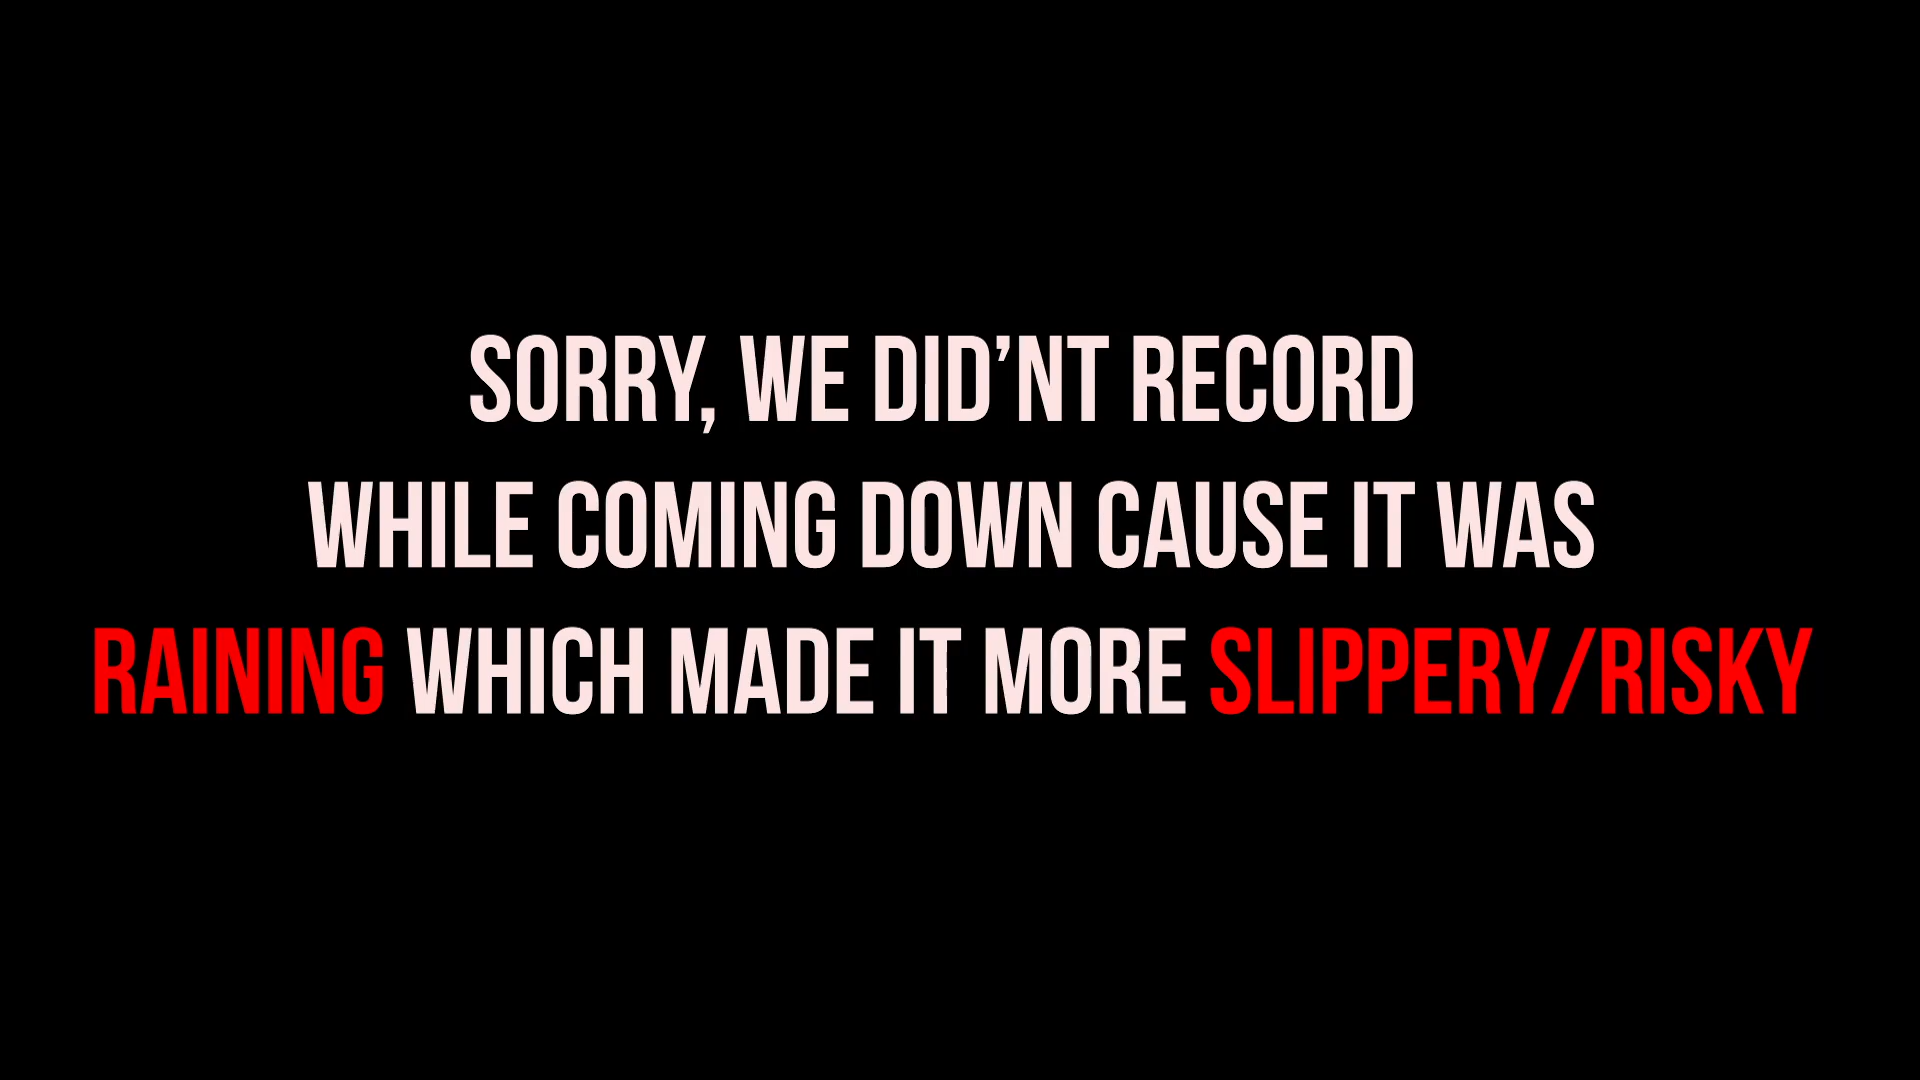 SORRY, WE DID’NT RECORD
WHILE COMING DOWN CAUSE IT WAS
RAINING WHICH MADE IT MORE SLIPPERY/RISKY